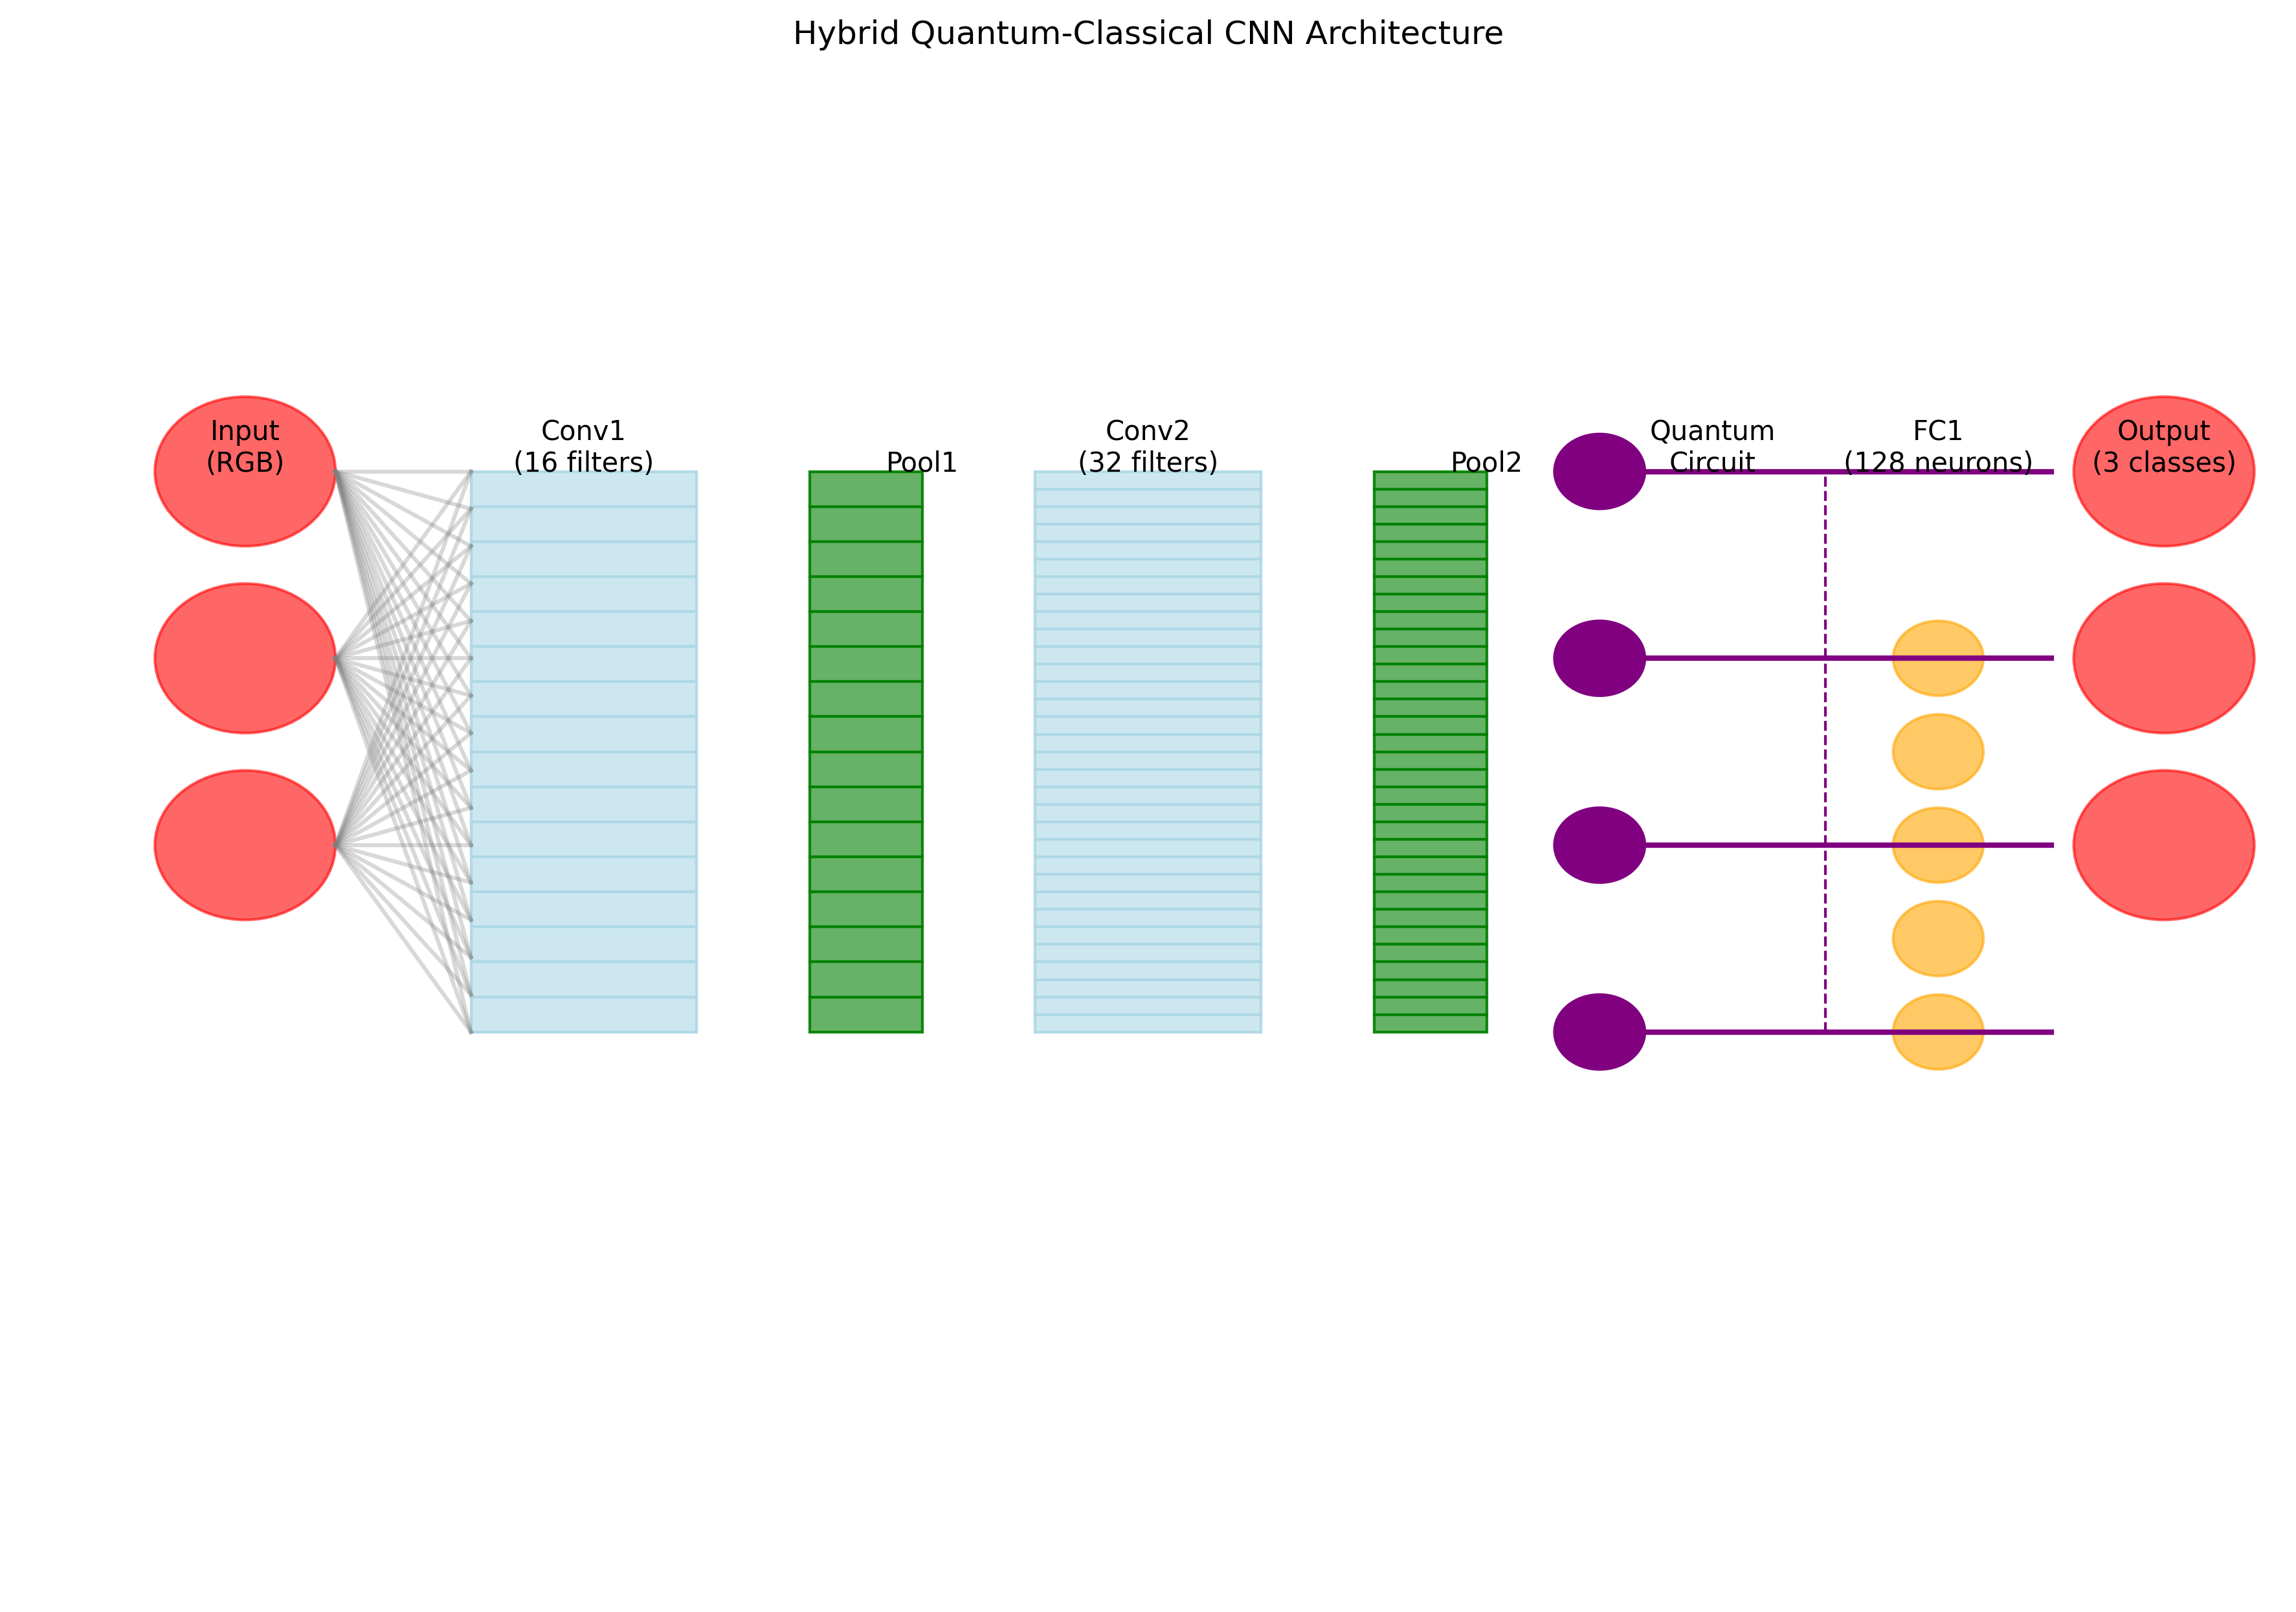 Hybrid Quantum-Classical CNN Architecture
Input
(RGB)
Conv1
(16 filters)
Pool1
Conv2
(32 filters)
Pool2
Quantum
Circuit
FC1
(128 neurons)
Output
(3 classes)